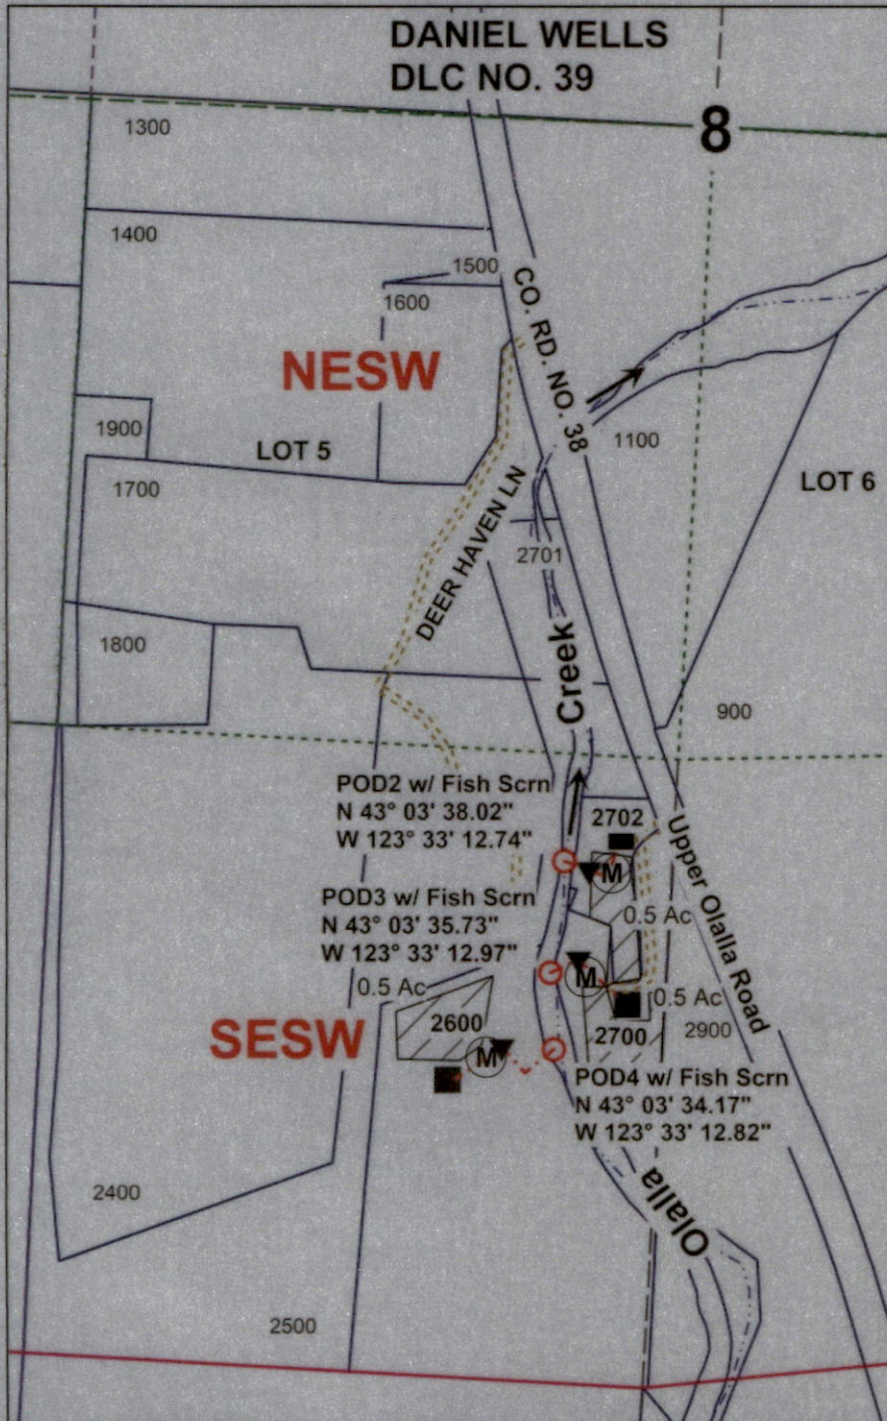 DANIEL WELLS
DLC NO. 39
8
1300
1400
1500
1600
CO. RD. NO. 38
NESW
1900
LOT 5
1100
LOT 6
1700
DEER HAVEN LN
2701
1800
Creek
900
POD2 w/ Fish Scrn
N 43° 03' 38.02"
W 123° 33' 12.74"
2702
Upper Olalla Road
M
POD3 w/ Fish Scrn
N 43° 03' 35.73"
W 123° 33' 12.97"
0.5 Ac
M
0.5 Ac
0.5 Ac
2600
SESW
2700
2900
M
POD4 w/ Fish Scrn
N 43° 03' 34.17"
W 123° 33' 12.82"
2400
Olalla
2500